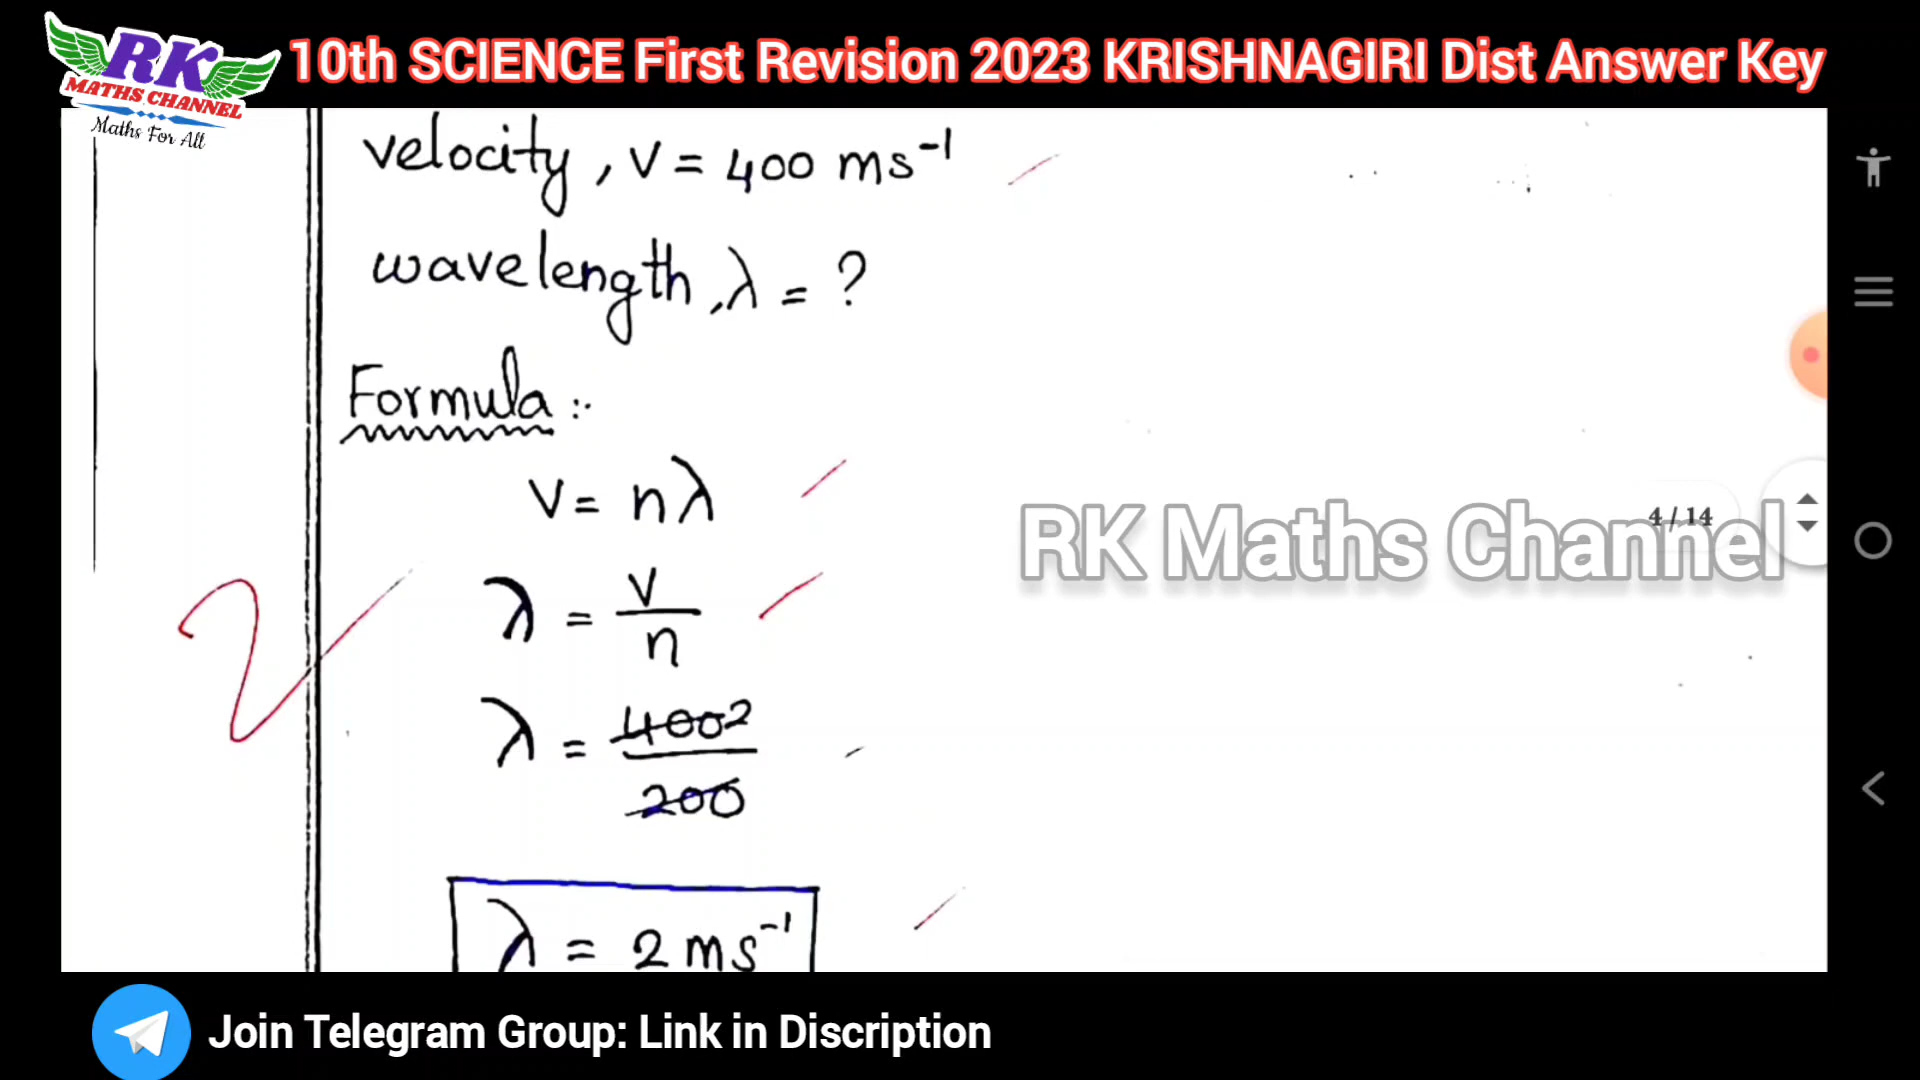 RK
MATHS CHANNEL
Maths For All
10th SCIENCE First Revision 2023 KRISHNAGIRI Dist Answer Key
velocity, v = 400 ms⁻¹
wavelength, λ = ?
Formula :-
v = nλ
λ = v/n
λ = 400 2/200
λ = 2 ms⁻¹
2
RK Maths Channel
4 / 14
Join Telegram Group: Link in Discription